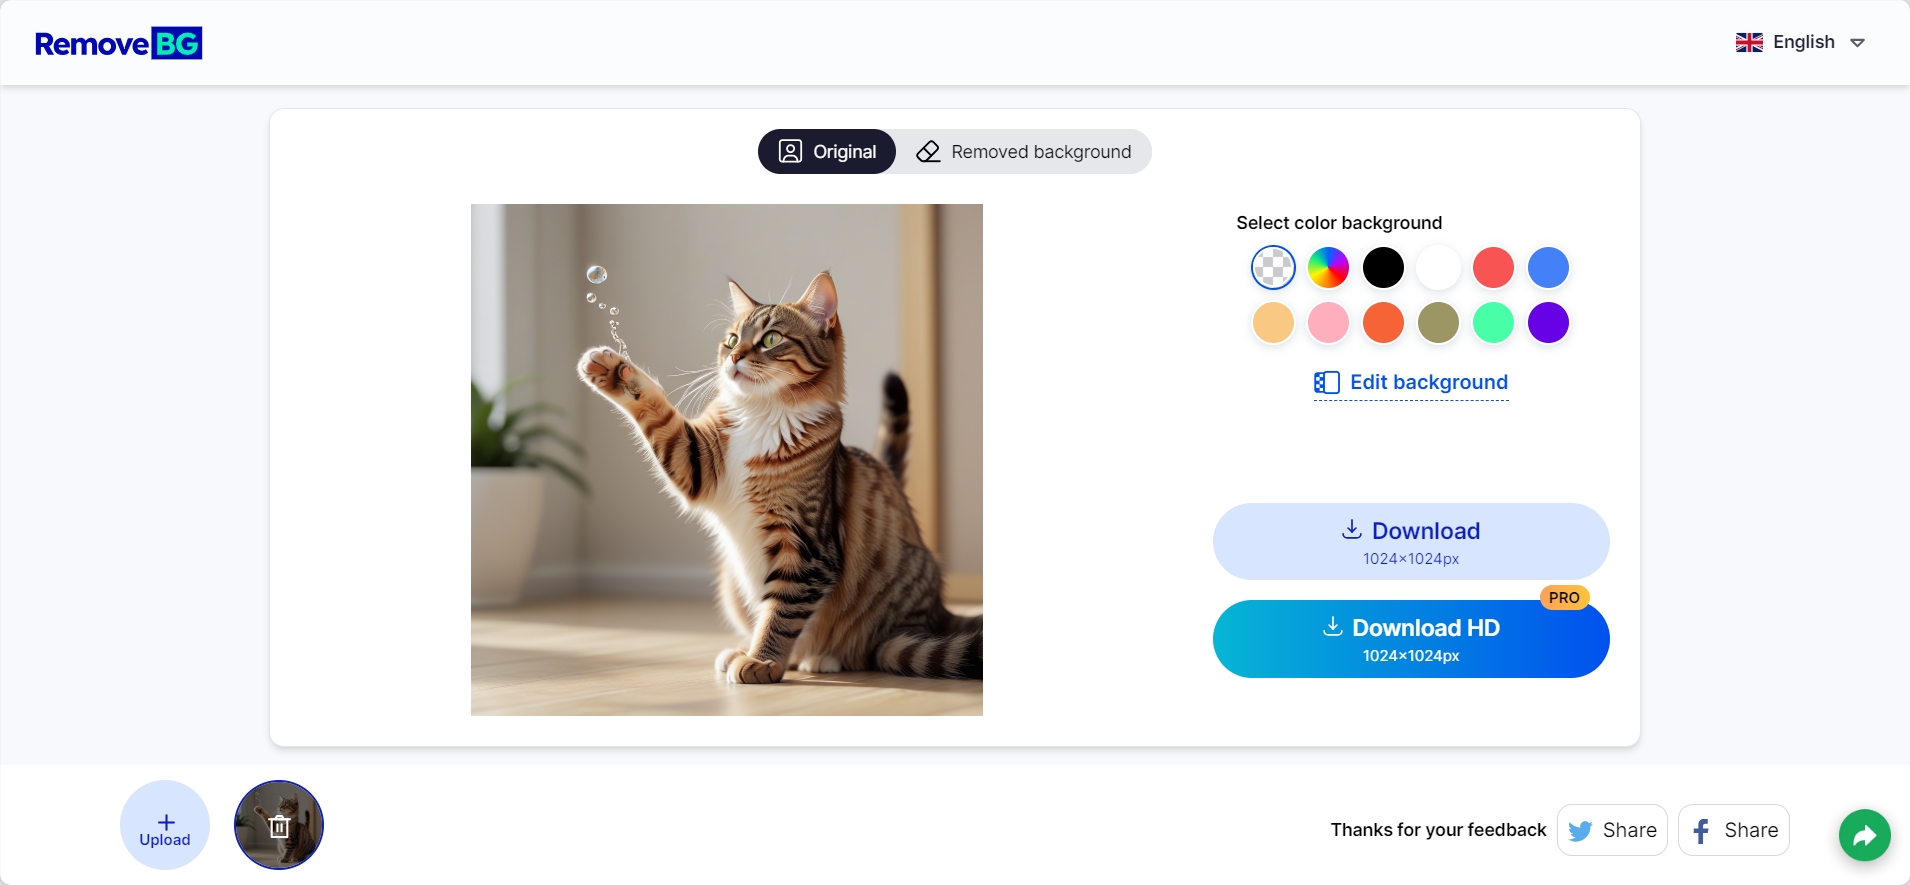 RemoveBG
English
Original
Removed background
Select color background
Edit background
Download
1024×1024px
PRO
Download HD
1024×1024px
Upload
Thanks for your feedback
Share
Share